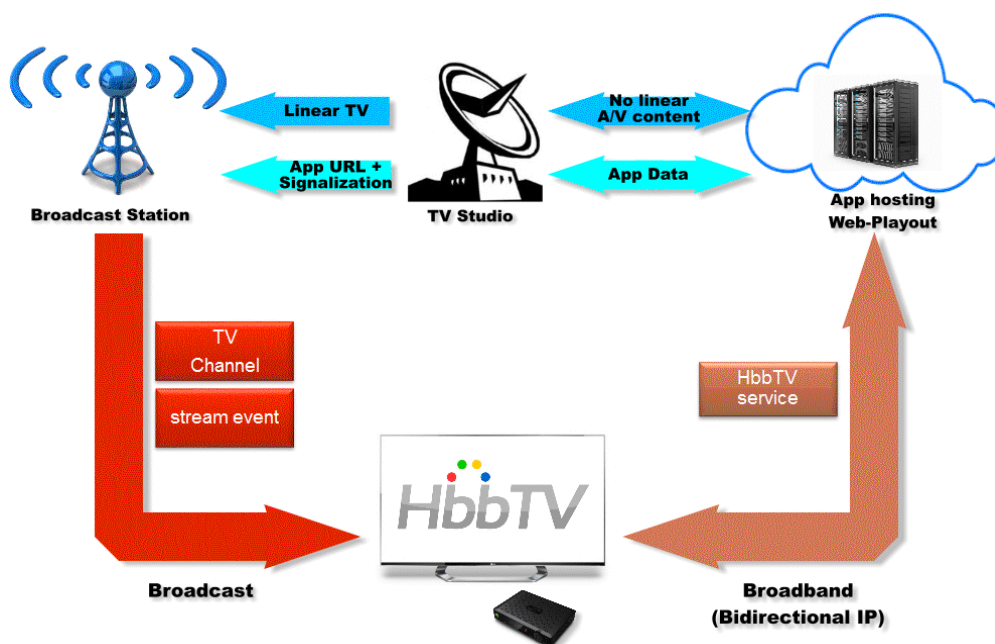 Linear TV
No linear
A/V content
App URL +
Signalization
App Data
Broadcast Station
TV Studio
App hosting
Web-Playout
TV
Channel
stream event
HbbTV
service
HbbTV
Broadcast
Broadband
(Bidirectional IP)